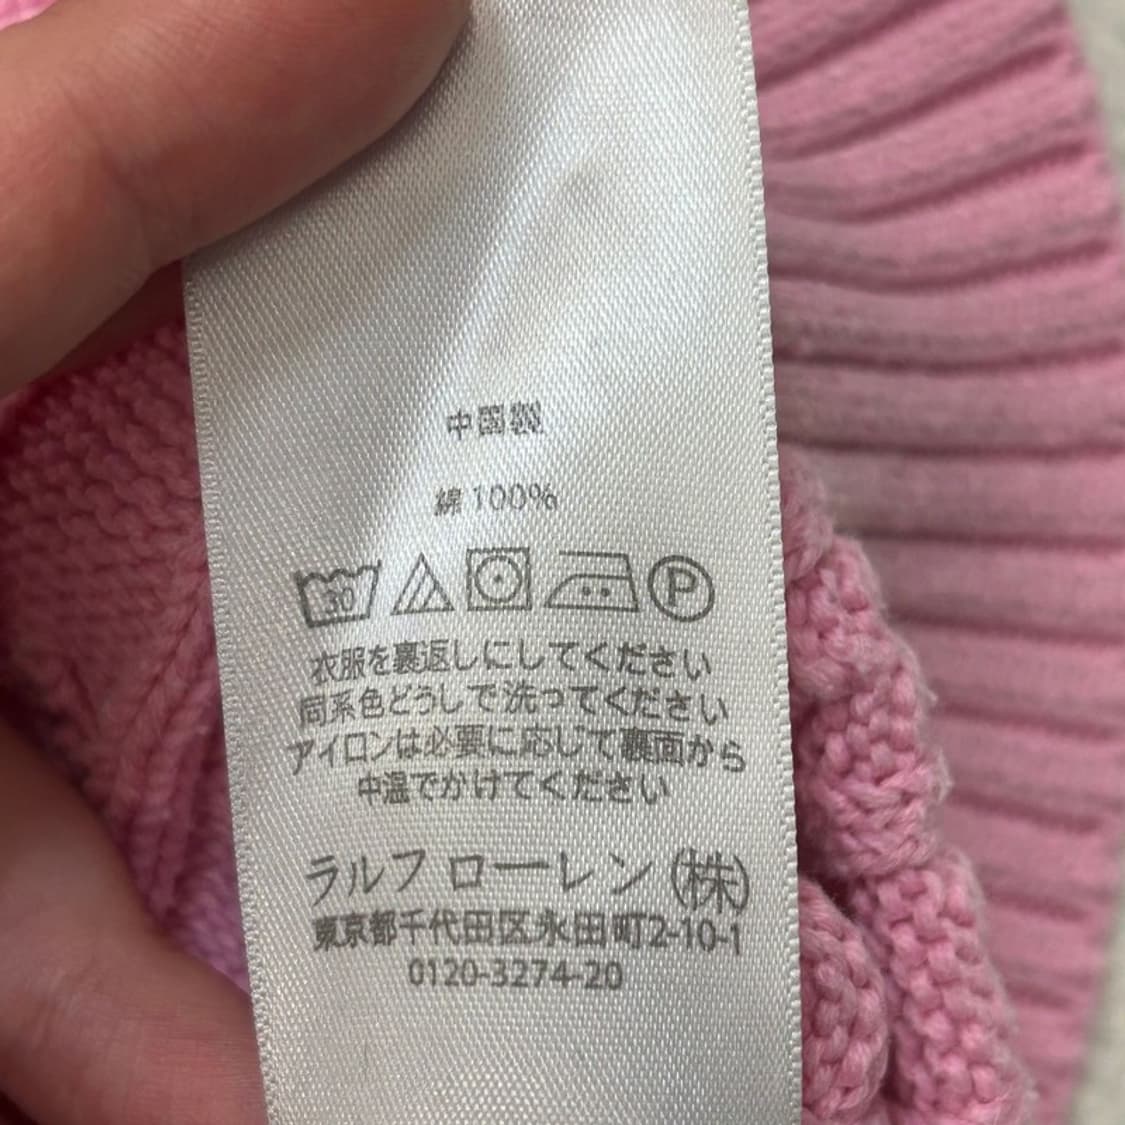 中国製
綿 100%
30
P
衣服を裏返しにしてください
同系色どうしで洗ってください
アイロンは必要に応じて裏面から
中温でかけてください
ラルフ ローレン (株)
東京都千代田区永田町2-10-1
0120-3274-20